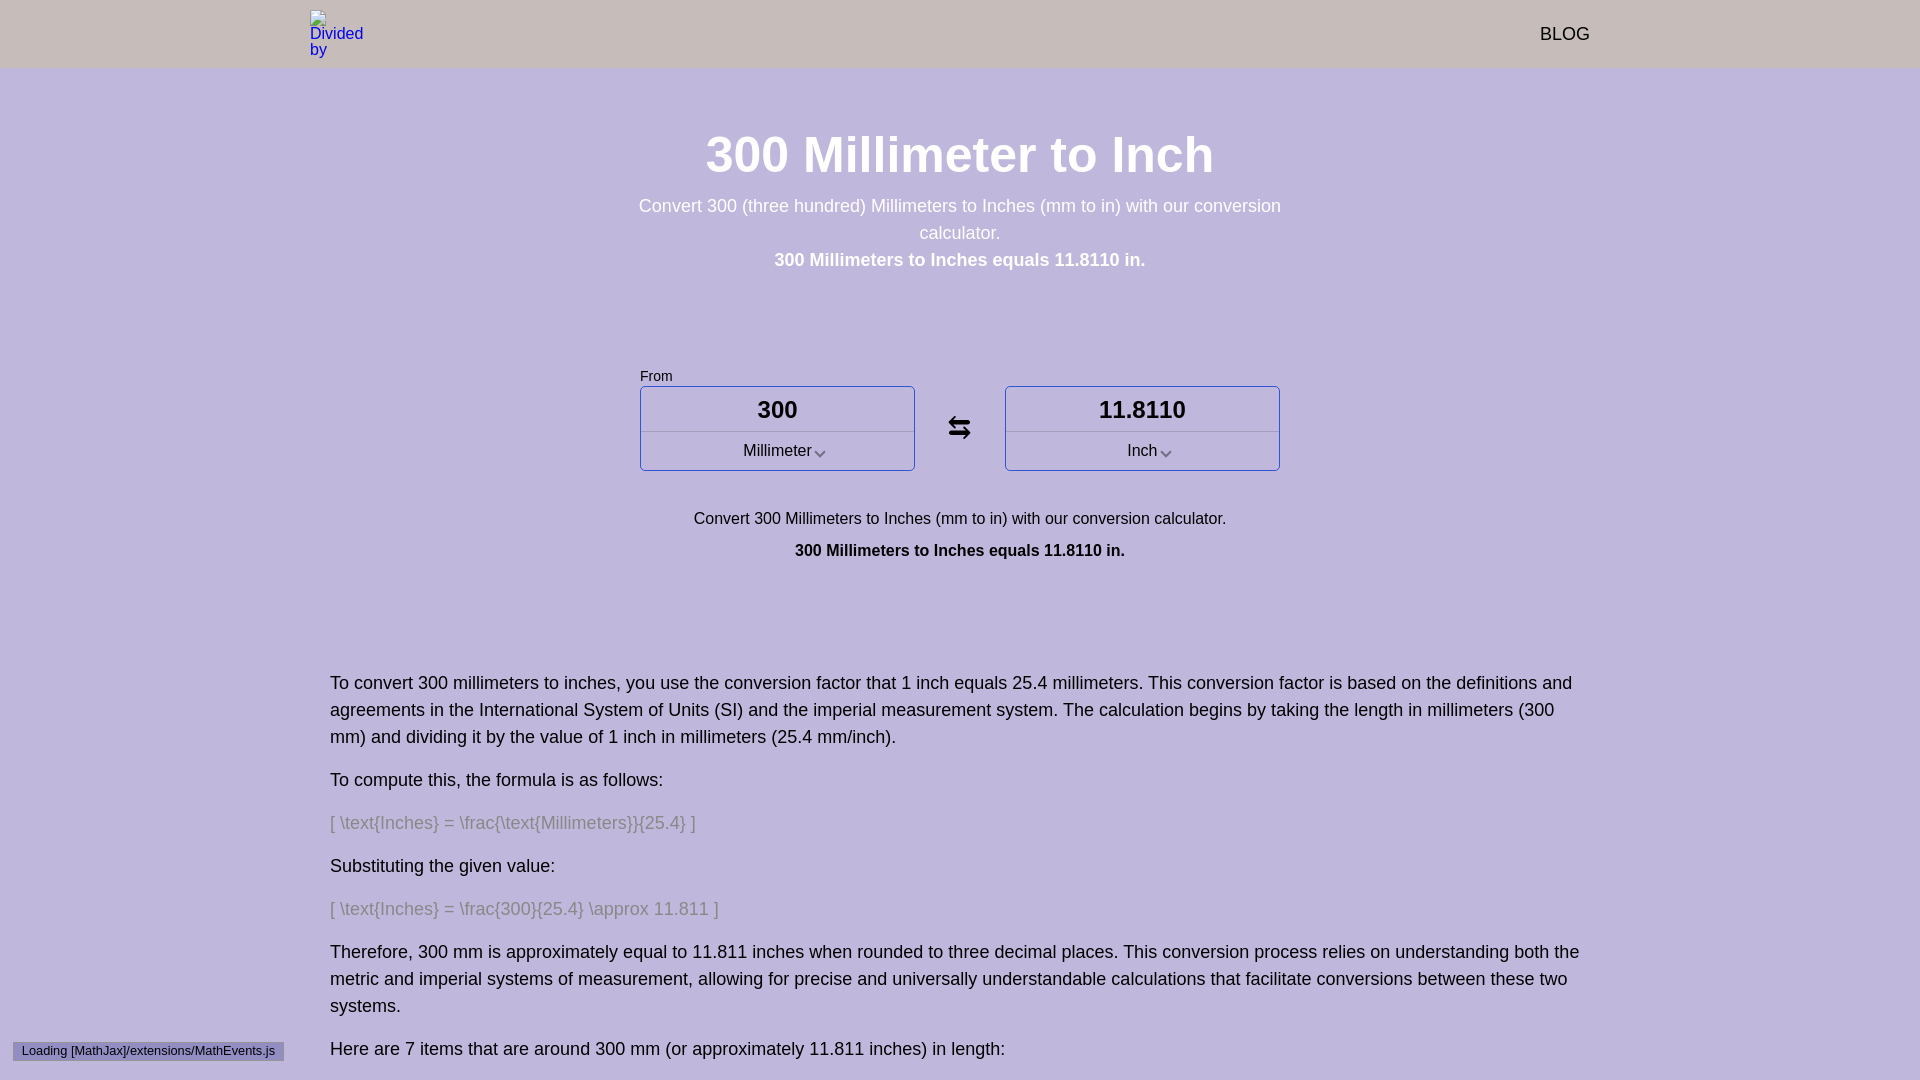 Divided
by
BLOG
300 Millimeter to Inch
Convert 300 (three hundred) Millimeters to Inches (mm to in) with our conversion
calculator.
300 Millimeters to Inches equals 11.8110 in.
From
300
Millimeter
11.8110
Inch
Convert 300 Millimeters to Inches (mm to in) with our conversion calculator.
300 Millimeters to Inches equals 11.8110 in.
To convert 300 millimeters to inches, you use the conversion factor that 1 inch equals 25.4 millimeters. This conversion factor is based on the definitions and
agreements in the International System of Units (SI) and the imperial measurement system. The calculation begins by taking the length in millimeters (300
mm) and dividing it by the value of 1 inch in millimeters (25.4 mm/inch).
To compute this, the formula is as follows:
[ \text{Inches} = \frac{\text{Millimeters}}{25.4} ]
Substituting the given value:
[ \text{Inches} = \frac{300}{25.4} \approx 11.811 ]
Therefore, 300 mm is approximately equal to 11.811 inches when rounded to three decimal places. This conversion process relies on understanding both the
metric and imperial systems of measurement, allowing for precise and universally understandable calculations that facilitate conversions between these two
systems.
Here are 7 items that are around 300 mm (or approximately 11.811 inches) in length:
Loading [MathJax]/extensions/MathEvents.js